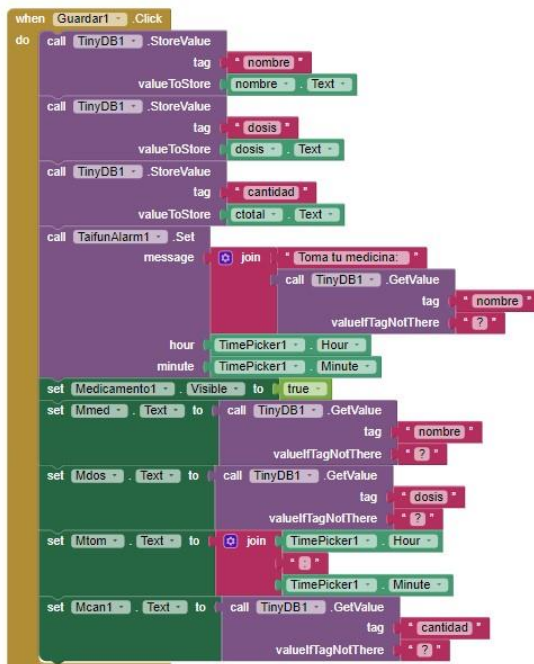 when Guardar1 .Click
do call TinyDB1 .StoreValue
tag " nombre "
valueToStore nombre . Text
call TinyDB1 .StoreValue
tag " dosis "
valueToStore dosis . Text
call TinyDB1 .StoreValue
tag " cantidad "
valueToStore ctotal . Text
call TaifunAlarm1 .Set
message join " Toma tu medicina: "
call TinyDB1 .GetValue
tag " nombre "
valueIfTagNotThere " ? "
hour TimePicker1 . Hour
minute TimePicker1 . Minute
set Medicamento1 . Visible to true
set Mmed . Text to call TinyDB1 .GetValue
tag " nombre "
valueIfTagNotThere " ? "
set Mdos . Text to call TinyDB1 .GetValue
tag " dosis "
valueIfTagNotThere " ? "
set Mtom . Text to join TimePicker1 . Hour
" : "
TimePicker1 . Minute
set Mcan1 . Text to call TinyDB1 .GetValue
tag " cantidad "
valueIfTagNotThere " ? "